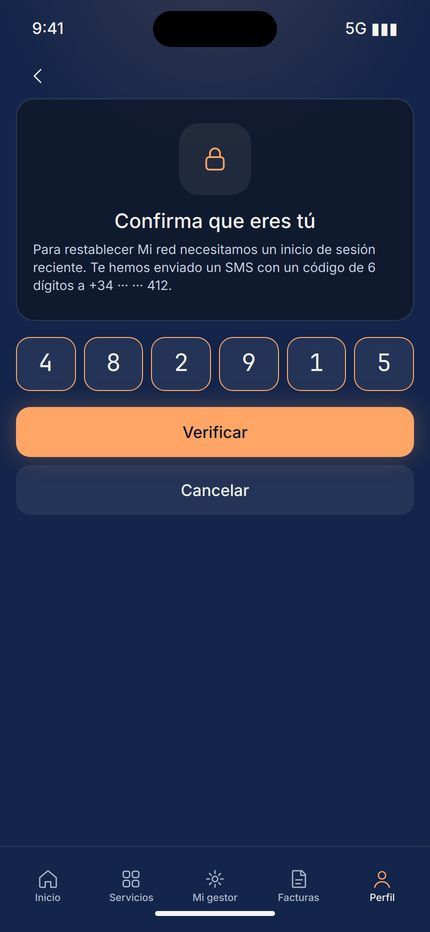 9:41
5G
Confirma que eres tú
Para restablecer Mi red necesitamos un inicio de sesión
reciente. Te hemos enviado un SMS con un código de 6
dígitos a +34 ··· ··· 412.
4 8 2 9 1 5
Verificar
Cancelar
Inicio Servicios Mi gestor Facturas Perfil